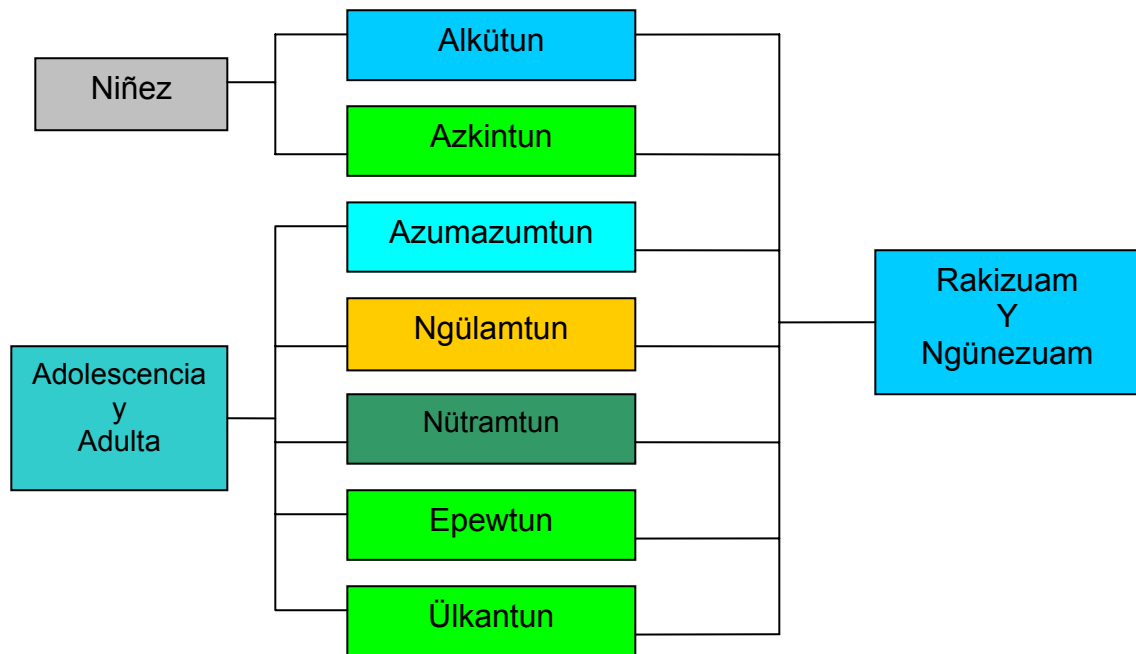 Niñez
Alkütun
Azkintun
Adolescencia
y
Adulta
Azumazumtun
Ngülamtun
Nütramtun
Epewtun
Ülkantun
Rakizuam
Y
Ngünezuam